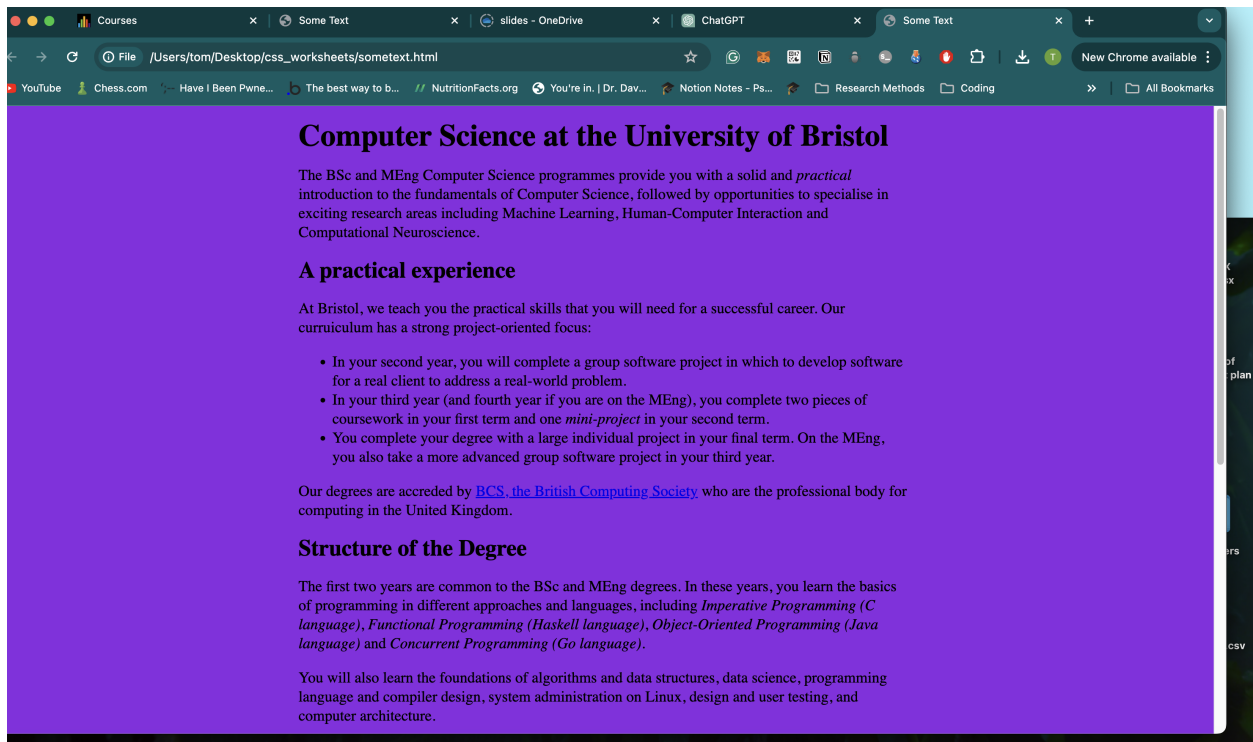 Courses
Some Text
slides - OneDrive
ChatGPT
Some Text
File
/Users/tom/Desktop/css_worksheets/sometext.html
New Chrome available
YouTube
Chess.com
Have I Been Pwne...
The best way to b...
NutritionFacts.org
You're in. | Dr. Dav...
Notion Notes - Ps...
Research Methods
Coding
All Bookmarks
Computer Science at the University of Bristol
The BSc and MEng Computer Science programmes provide you with a solid and practical
introduction to the fundamentals of Computer Science, followed by opportunities to specialise in
exciting research areas including Machine Learning, Human-Computer Interaction and
Computational Neuroscience.
A practical experience
At Bristol, we teach you the practical skills that you will need for a successful career. Our
curruiculum has a strong project-oriented focus:
• In your second year, you will complete a group software project in which to develop software
for a real client to address a real-world problem.
• In your third year (and fourth year if you are on the MEng), you complete two pieces of
coursework in your first term and one mini-project in your second term.
• You complete your degree with a large individual project in your final term. On the MEng,
you also take a more advanced group software project in your third year.
Our degrees are accreded by BCS, the British Computing Society who are the professional body for
computing in the United Kingdom.
Structure of the Degree
The first two years are common to the BSc and MEng degrees. In these years, you learn the basics
of programming in different approaches and languages, including Imperative Programming (C
language), Functional Programming (Haskell language), Object-Oriented Programming (Java
language) and Concurrent Programming (Go language).
You will also learn the foundations of algorithms and data structures, data science, programming
language and compiler design, system administration on Linux, design and user testing, and
computer architecture.
of
plan
csv